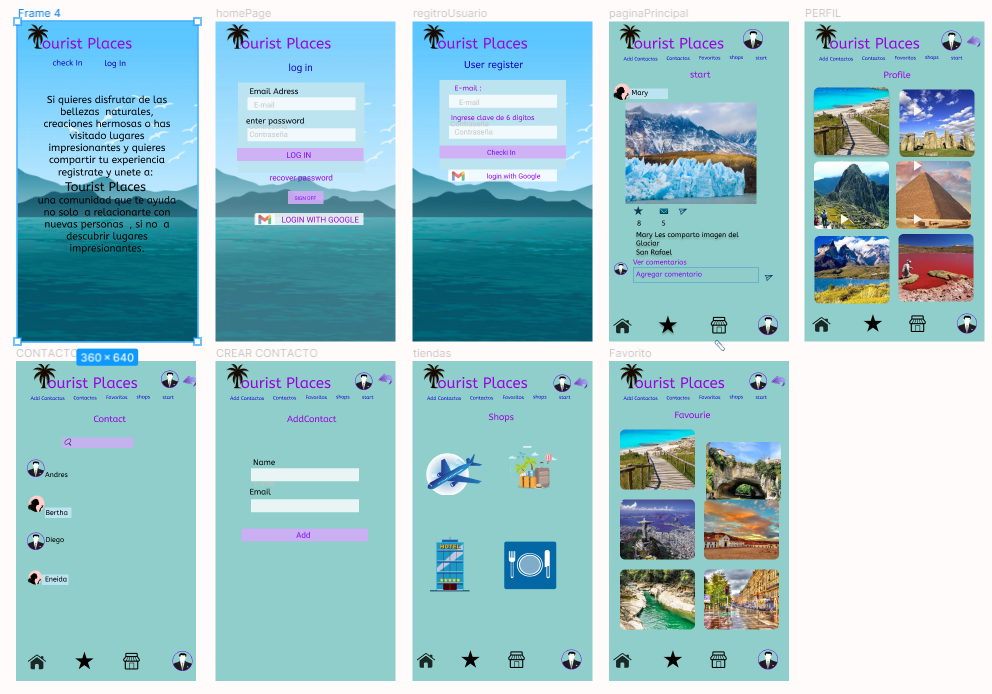 Frame 4
ourist Places
check In
log In
Si quieres disfrutar de las
bellezas naturales,
creaciones hermosas o has
visitado lugares
impresionantes y quieres
compartir tu experiencia
registrate y unete a:
Tourist Places
una comunidad que te ayuda
no solo a relacionarte con
nuevas personas , si no a
descubrir lugares
impresionantes.
360 × 640
homePage
ourist Places
log in
Email Adress
E-mail
enter password
Contraseña
LOG IN
recover password
SIGN OFF
LOGIN WITH GOOGLE
regitroUsuario
ourist Places
User register
E-mail :
E-mail
Ingrese clave de 6 digitos
Contraseña
Checki In
login with Google
paginaPrincipal
ourist Places
Add Contactos
Contactos
Favoritos
shops
start
start
Mary
8
5
Mary Les comparto imagen del
Glaciar
San Rafael
Ver comentarios
Agregar comentario
PERFIL
ourist Places
Add Contactos
Contactos
Favoritos
shops
start
Profile
CONTACTO
ourist Places
Add Contactos
Contactos
Favoritos
shops
start
Contact
Andres
Bertha
Diego
Eneida
CREAR CONTACTO
ourist Places
Add Contactos
Contactos
Favoritos
shops
start
AddContact
Name
Email
Add
tiendas
ourist Places
Add Contactos
Contactos
Favoritos
shops
start
Shops
HOTEL
Favorito
ourist Places
Add Contactos
Contactos
Favoritos
shops
start
Favourie